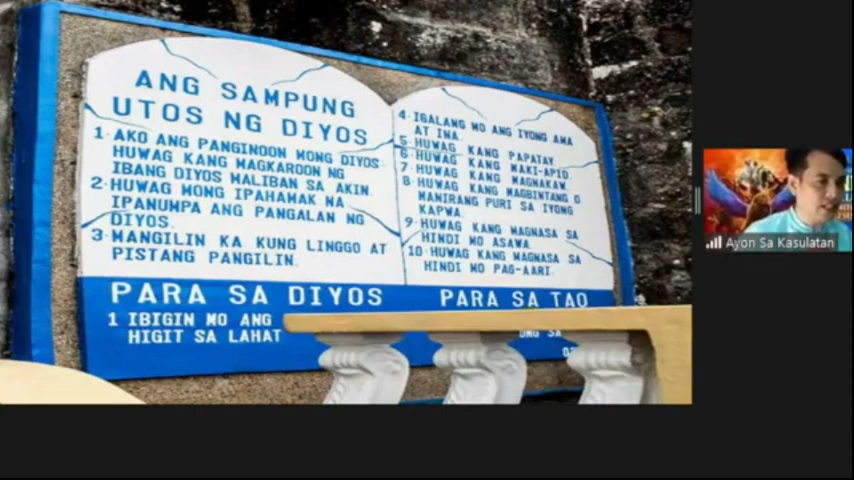 ANG SAMPUNG
UTOS NG DIYOS
1. AKO ANG PANGINOON MONG DIYOS.
HUWAG KANG MAGKAROON NG
IBANG DIYOS MALIBAN SA AKIN.
2. HUWAG MONG IPAHAMAK NA
IPANUMPA ANG PANGALAN NG
DIYOS.
3. MANGILIN KA KUNG LINGGO AT
PISTANG PANGILIN.
4. IGALANG MO ANG IYONG AMA
AT INA.
5. HUWAG KANG PAPATAY.
6. HUWAG KANG MAKI-APID.
7. HUWAG KANG MAGNAKAW.
8. HUWAG KANG MAGBINTANG O
MANIRANG PURI SA IYONG
KAPWA.
9. HUWAG KANG MAGNASA SA
HINDI MO ASAWA.
10. HUWAG KANG MAGNASA SA
HINDI MO PAG-AARI.
PARA SA DIYOS
1 IBIGIN MO ANG
HIGIT SA LAHAT
PARA SA TAO
SA
Ayon Sa Kasulatan